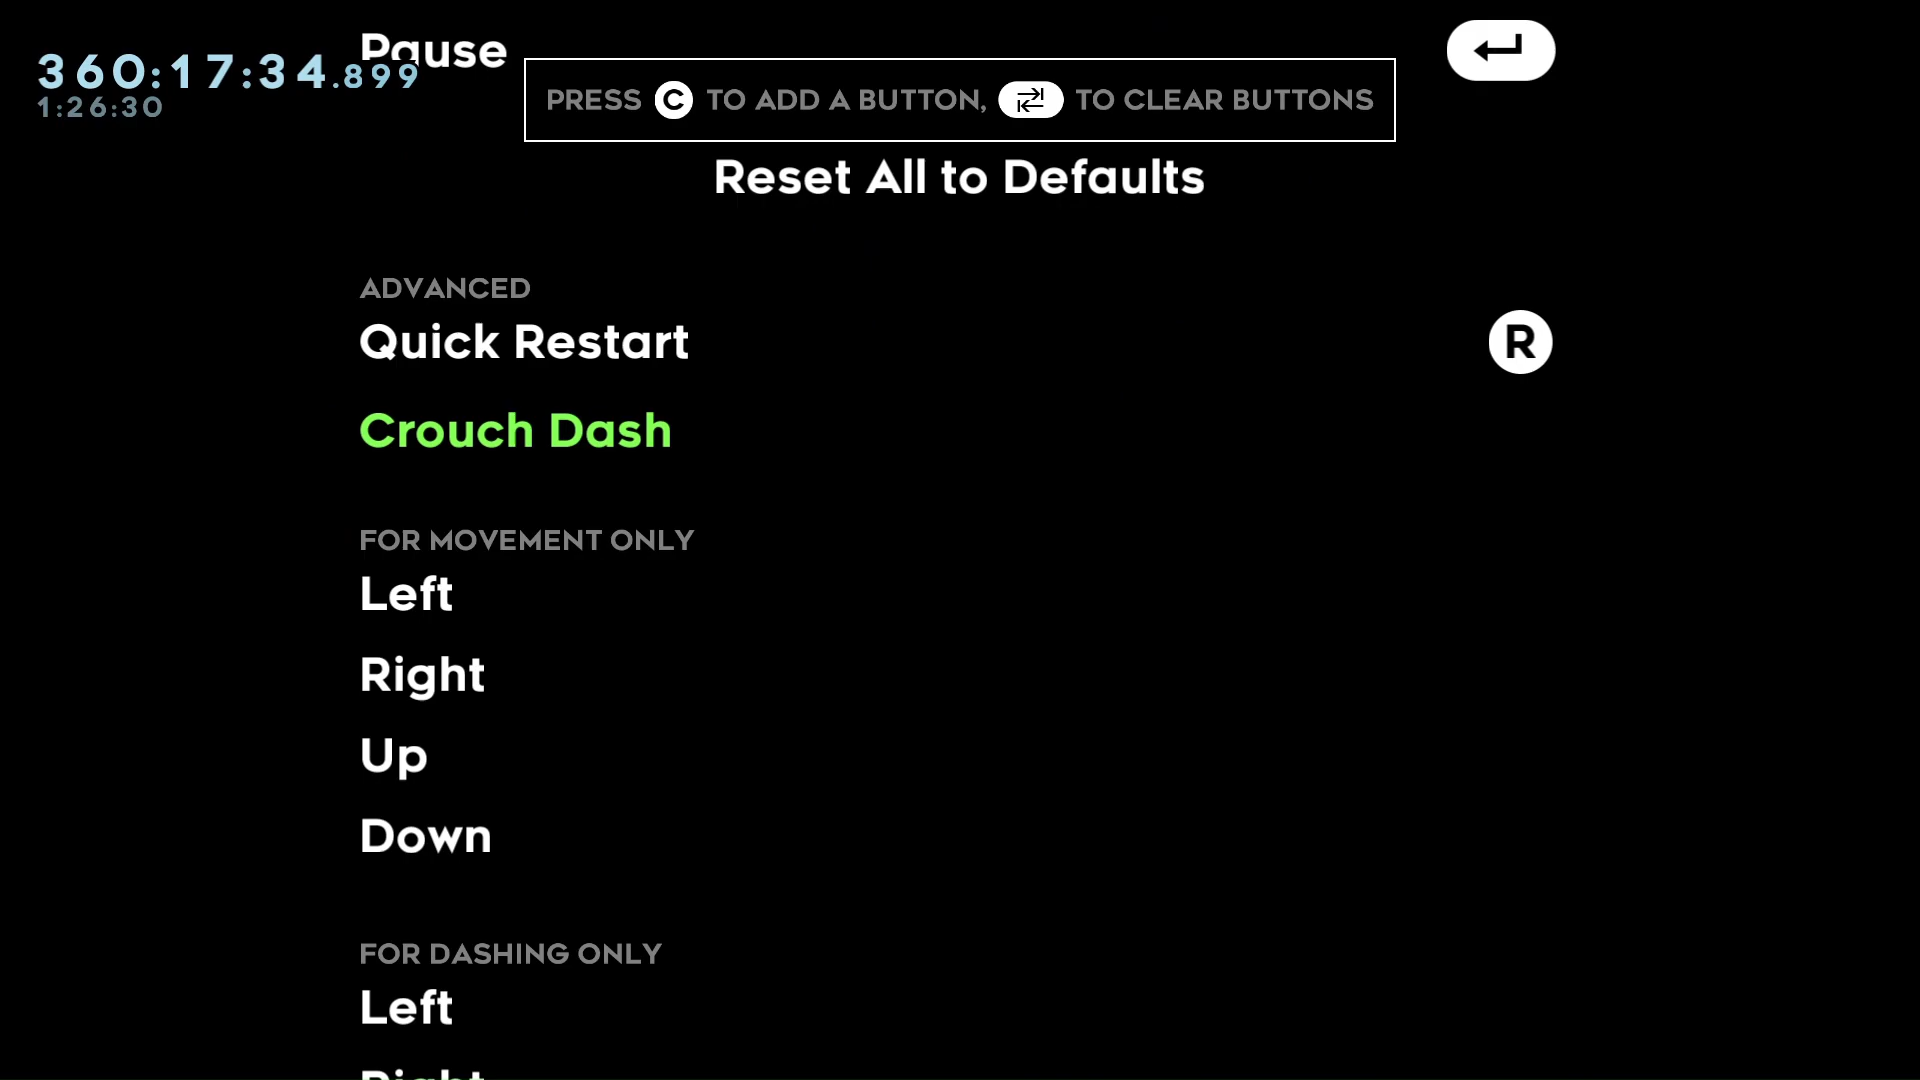 Pause
360:17:34.899
1:26:30
PRESS C TO ADD A BUTTON, TO CLEAR BUTTONS
Reset All to Defaults
ADVANCED
Quick Restart R
Crouch Dash
FOR MOVEMENT ONLY
Left
Right
Up
Down
FOR DASHING ONLY
Left
Right